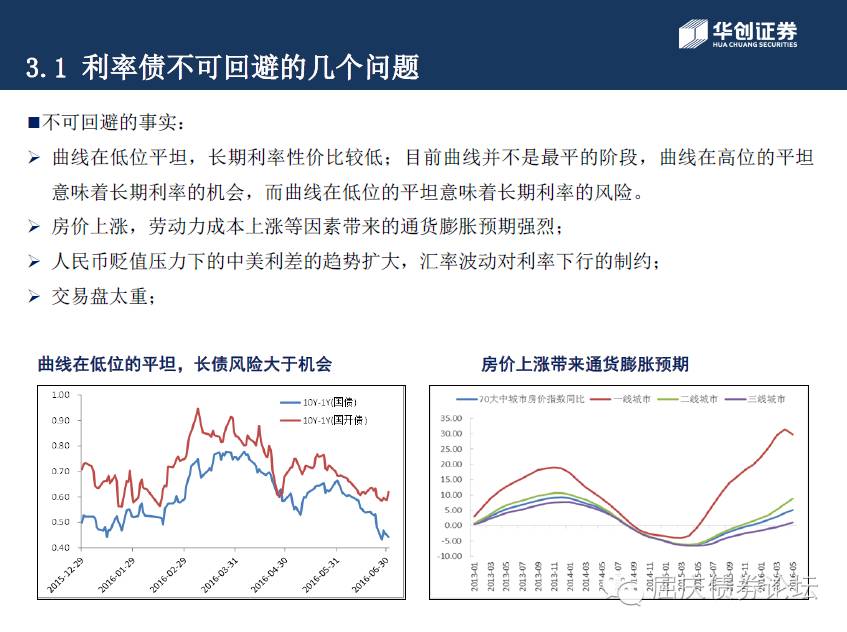 华创证券
HUA CHUANG SECURITIES
3.1 利率债不可回避的几个问题
■不可回避的事实：
➢ 曲线在低位平坦，长期利率性价比较低；目前曲线并不是最平的阶段，曲线在高位的平坦
意味着长期利率的机会，而曲线在低位的平坦意味着长期利率的风险。
➢ 房价上涨，劳动力成本上涨等因素带来的通货膨胀预期强烈；
➢ 人民币贬值压力下的中美利差的趋势扩大，汇率波动对利率下行的制约；
➢ 交易盘太重；
曲线在低位的平坦，长债风险大于机会
房价上涨带来通货膨胀预期
1.00
0.90
0.80
0.70
0.60
0.50
0.40
10Y-1Y(国债)
10Y-1Y(国开债)
2015-12-29
2016-01-29
2016-02-29
2016-03-31
2016-04-30
2016-05-31
2016-06-30
70大中城市房价指数同比 一线城市 二线城市 三线城市
35.00
30.00
25.00
20.00
15.00
10.00
5.00
0.00
-5.00
-10.00
2013-01
2013-03
2013-05
2013-07
2013-09
2013-11
2014-01
2014-03
2014-05
2014-09
2014-11
2015-01
2015-03
2015-05
2015-07
2015-09
2015-11
2016-01
2016-03
2016-05
屈庆债券论坛